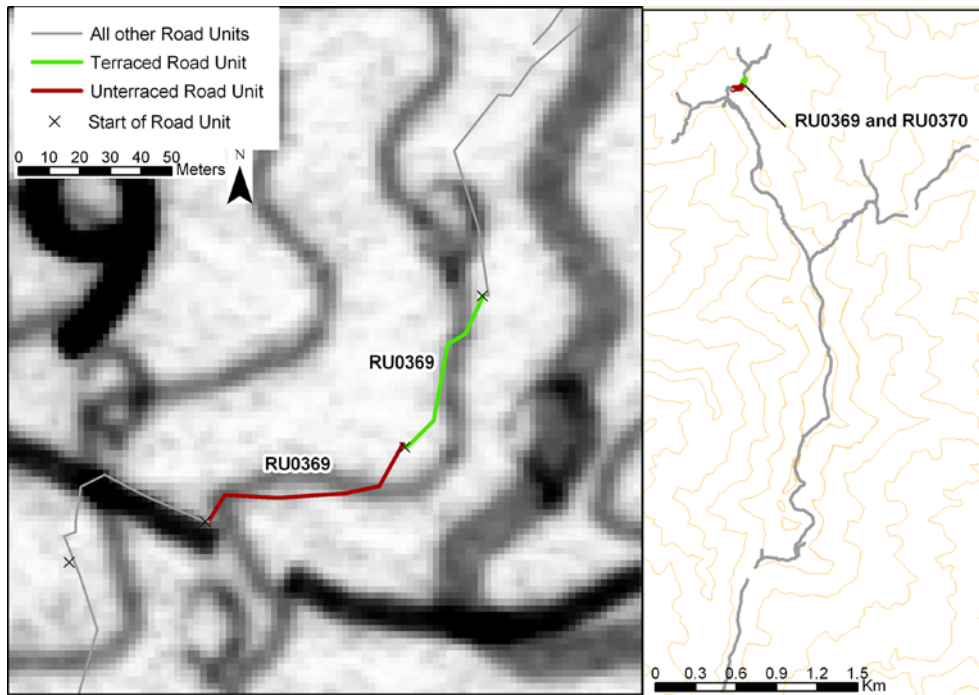 All other Road Units
Terraced Road Unit
Unterraced Road Unit
Start of Road Unit
0 10 20 30 40 50
Meters
N
RU0369
RU0369
RU0369 and RU0370
0 0.3 0.6 0.9 1.2 1.5
Km